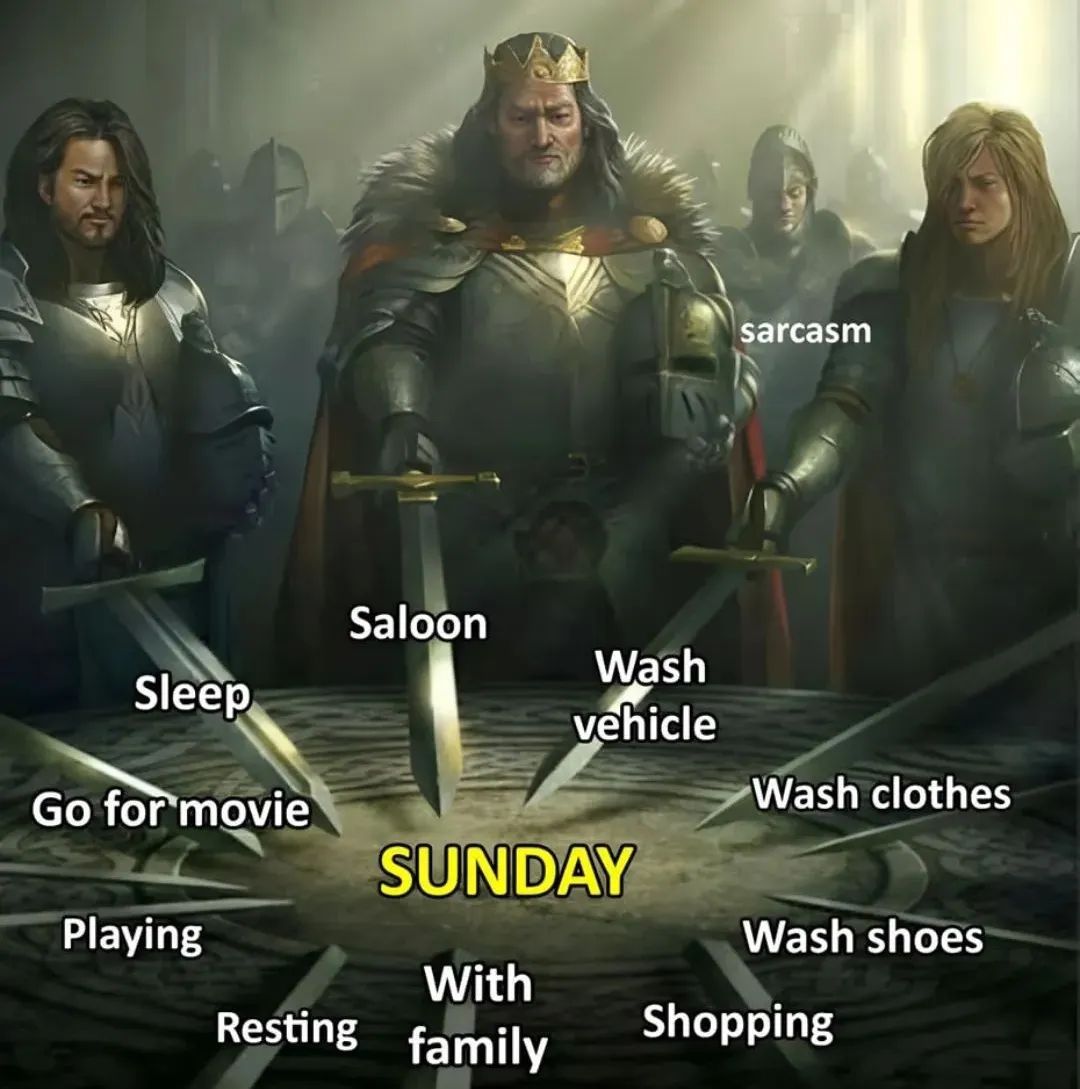 sarcasm
Saloon
Wash
vehicle
Sleep
Wash clothes
Go for movie
SUNDAY
Playing
Wash shoes
With
family
Resting
Shopping